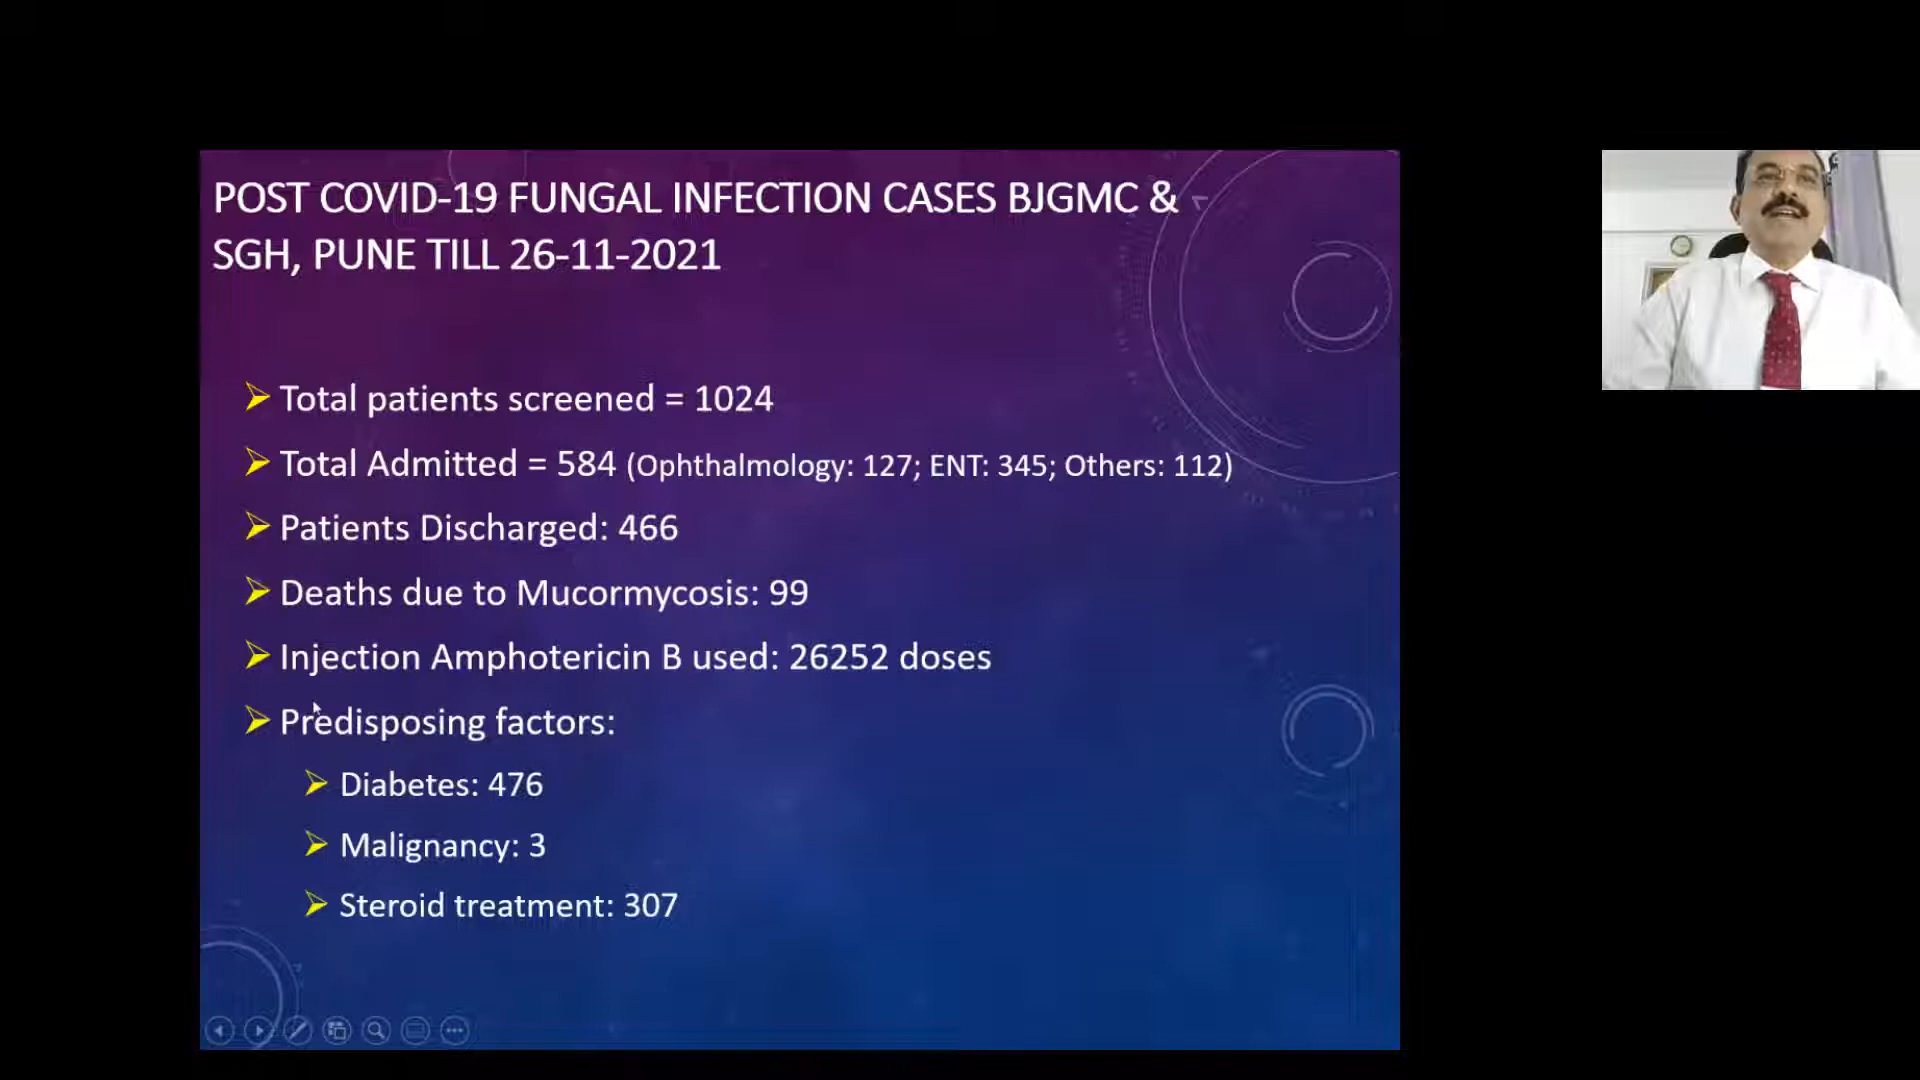 POST COVID-19 FUNGAL INFECTION CASES BJGMC &
SGH, PUNE TILL 26-11-2021
Total patients screened = 1024
Total Admitted = 584 (Ophthalmology: 127; ENT: 345; Others: 112)
Patients Discharged: 466
Deaths due to Mucormycosis: 99
Injection Amphotericin B used: 26252 doses
Predisposing factors:
Diabetes: 476
Malignancy: 3
Steroid treatment: 307